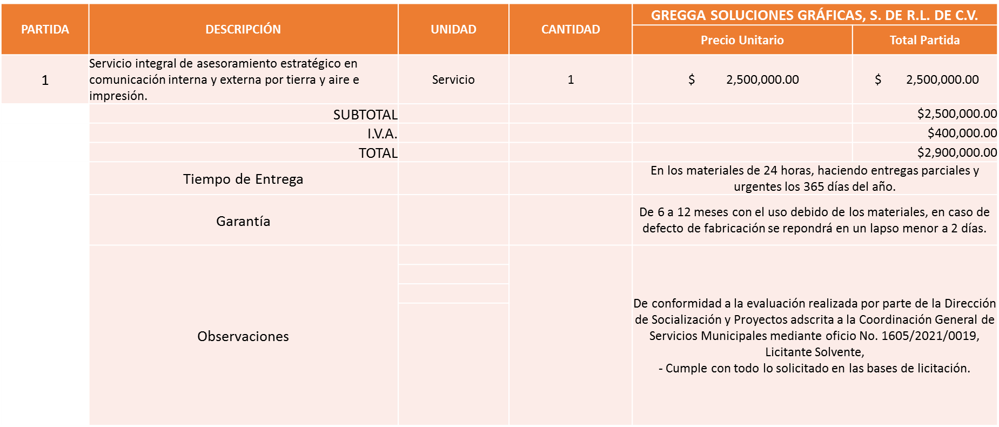 PARTIDA
DESCRIPCIÓN
UNIDAD
CANTIDAD
GREGGA SOLUCIONES GRÁFICAS, S. DE R.L. DE C.V.
Precio Unitario
Total Partida
1
Servicio integral de asesoramiento estratégico en
comunicación interna y externa por tierra y aire e
impresión.
Servicio
1
$ 2,500,000.00
$ 2,500,000.00
SUBTOTAL
$2,500,000.00
I.V.A.
$400,000.00
TOTAL
$2,900,000.00
Tiempo de Entrega
En los materiales de 24 horas, haciendo entregas parciales y
urgentes los 365 días del año.
Garantía
De 6 a 12 meses con el uso debido de los materiales, en caso de
defecto de fabricación se repondrá en un lapso menor a 2 días.
Observaciones
De conformidad a la evaluación realizada por parte de la Dirección
de Socialización y Proyectos adscrita a la Coordinación General de
Servicios Municipales mediante oficio No. 1605/2021/0019,
Licitante Solvente,
- Cumple con todo lo solicitado en las bases de licitación.